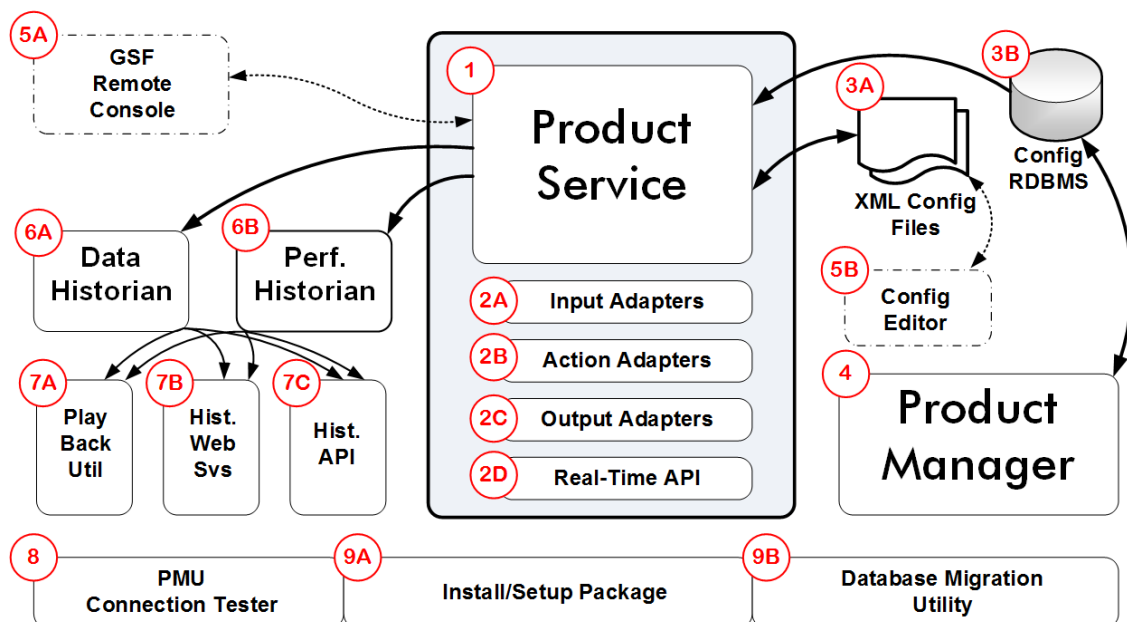 5A
GSF
Remote
Console
1
Product
Service
3A
XML Config
Files
3B
Config
RDBMS
6A
Data
Historian
6B
Perf.
Historian
2A
Input Adapters
2B
Action Adapters
2C
Output Adapters
2D
Real-Time API
5B
Config
Editor
4
Product
Manager
7A
Play
Back
Util
7B
Hist.
Web
Svs
7C
Hist.
API
8
PMU
Connection Tester
9A
Install/Setup Package
9B
Database Migration
Utility